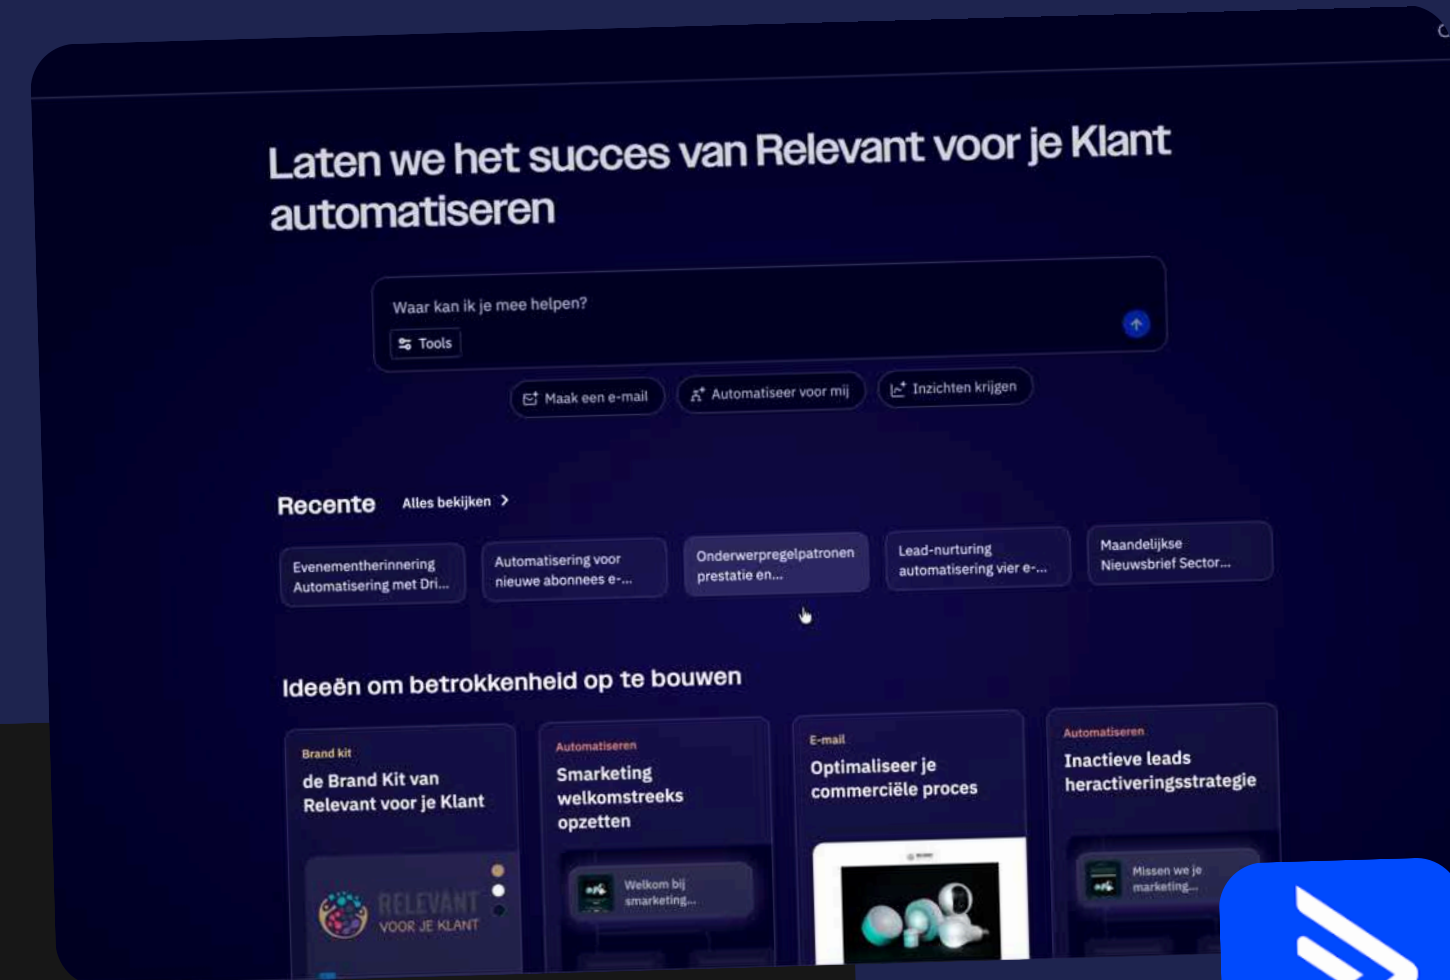 Laten we het succes van Relevant voor je Klant
automatiseren
Waar kan ik je mee helpen?
Tools
Maak een e-mail
Automatiseer voor mij
Inzichten krijgen
Recente
Alles bekijken
Evenementherinnering
Automatisering met Dri...
Automatisering voor
nieuwe abonnees e-...
Onderwerpregelpatronen
prestatie en...
Lead-nurturing
automatisering vier e-...
Maandelijkse
Nieuwsbrief Sector...
Ideeën om betrokkenheid op te bouwen
Brand kit
de Brand Kit van
Relevant voor je Klant
RELEVANT
VOOR JE KLANT
Automatiseren
Smarketing
welkomstreeks
opzetten
Welkom bij
smarketing...
E-mail
Optimaliseer je
commerciële proces
Automatiseren
Inactieve leads
heractiveringsstrategie
Missen we je
marketing...